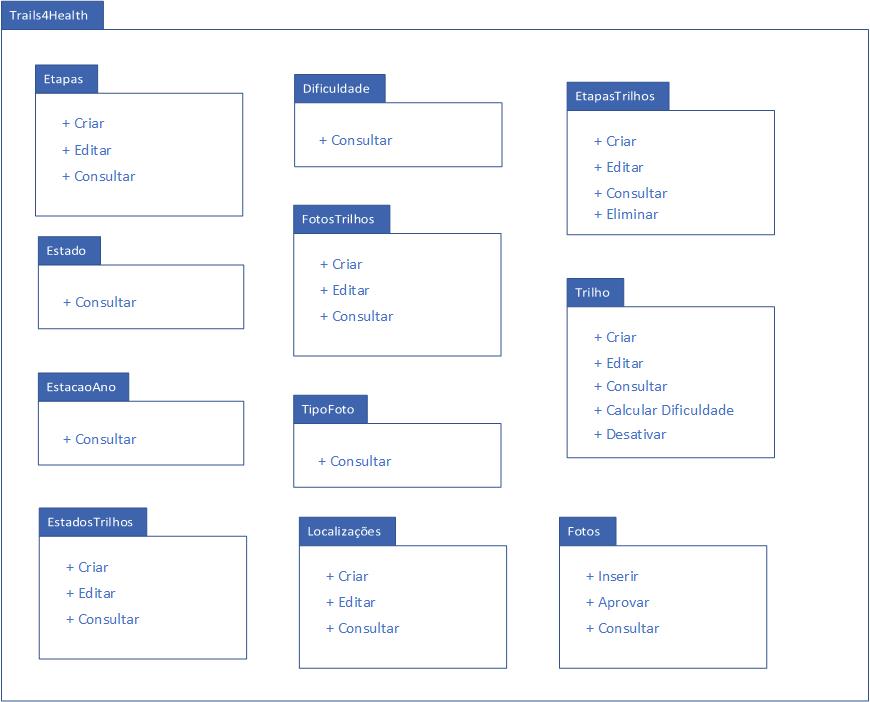 Trails4Health
Etapas
+ Criar
+ Editar
+ Consultar
Estado
+ Consultar
EstacaoAno
+ Consultar
EstadosTrilhos
+ Criar
+ Editar
+ Consultar
Dificuldade
+ Consultar
FotosTrilhos
+ Criar
+ Editar
+ Consultar
TipoFoto
+ Consultar
Localizações
+ Criar
+ Editar
+ Consultar
EtapasTrilhos
+ Criar
+ Editar
+ Consultar
+ Eliminar
Trilho
+ Criar
+ Editar
+ Consultar
+ Calcular Dificuldade
+ Desativar
Fotos
+ Inserir
+ Aprovar
+ Consultar